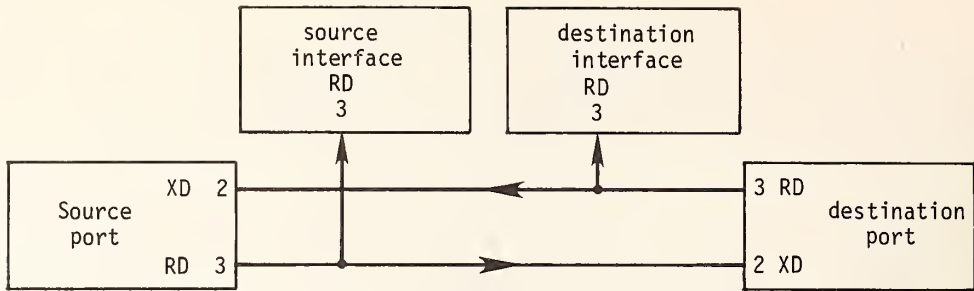 source
interface
RD
3
destination
interface
RD
3
Source
port
XD 2
RD 3
3 RD
2 XD
destination
port